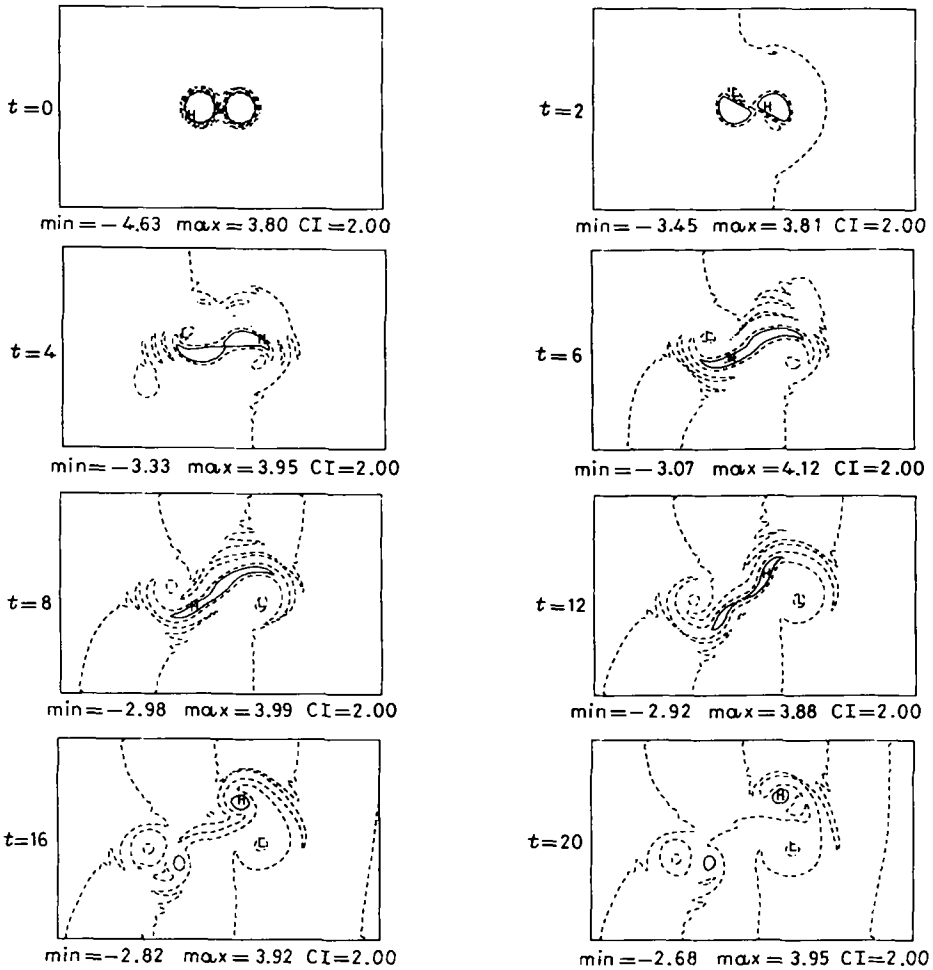 t=0
t=2
min=-4.63 max=3.80 CI=2.00
min=-3.45 max=3.81 CI=2.00
t=4
t=6
min=-3.33 max=3.95 CI=2.00
min=-3.07 max=4.12 CI=2.00
t=8
t=12
min=-2.98 max=3.99 CI=2.00
min=-2.92 max=3.88 CI=2.00
t=16
t=20
min=-2.82 max=3.92 CI=2.00
min=-2.68 max=3.95 CI=2.00